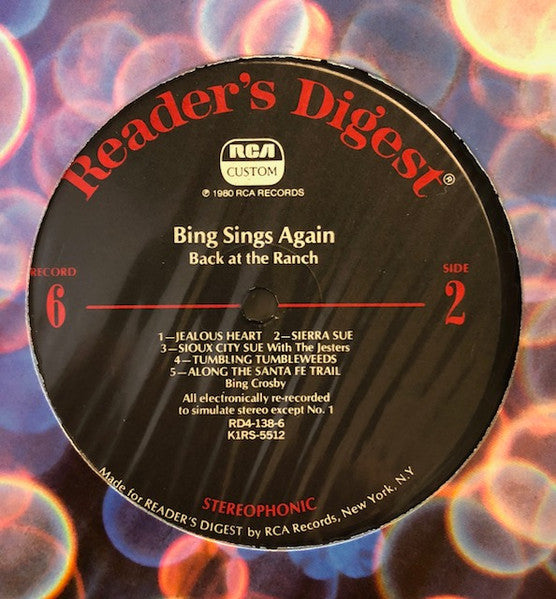 Reader's Digest®
RCA
CUSTOM
℗ 1980 RCA RECORDS
Bing Sings Again
Back at the Ranch
RECORD
6
SIDE
2
1—JEALOUS HEART 2—SIERRA SUE
3—SIOUX CITY SUE With The Jesters
4—TUMBLING TUMBLEWEEDS
5—ALONG THE SANTA FE TRAIL
Bing Crosby
All electronically re-recorded
to simulate stereo except No. 1
RD4-138-6
K1RS-5512
STEREOPHONIC
Made for READER'S DIGEST by RCA Records, New York, N.Y